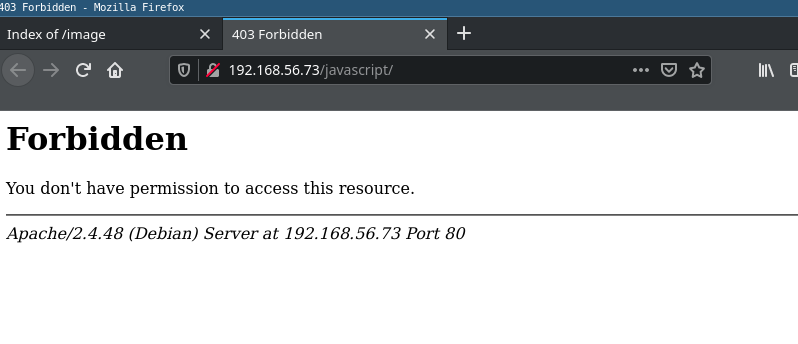 403 Forbidden - Mozilla Firefox
Index of /image
403 Forbidden
192.168.56.73/javascript/
Forbidden
You don't have permission to access this resource.
Apache/2.4.48 (Debian) Server at 192.168.56.73 Port 80